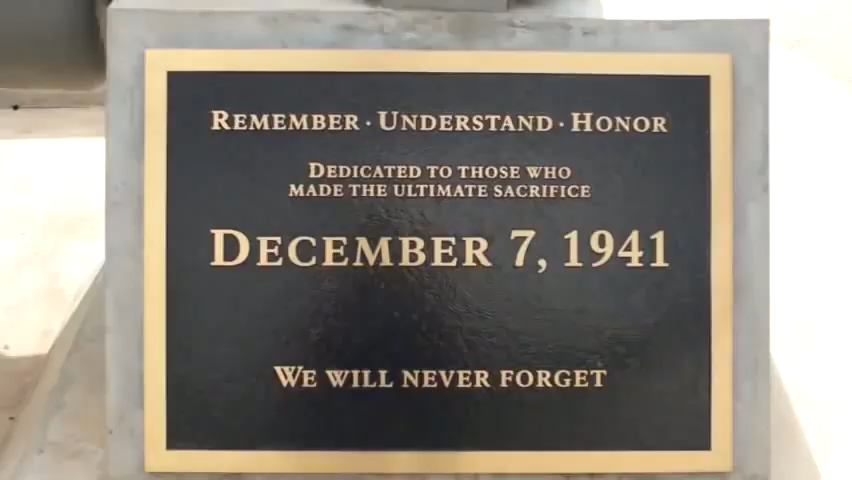 Remember · Understand · Honor
Dedicated to those who
made the ultimate sacrifice
December 7, 1941
We will never forget